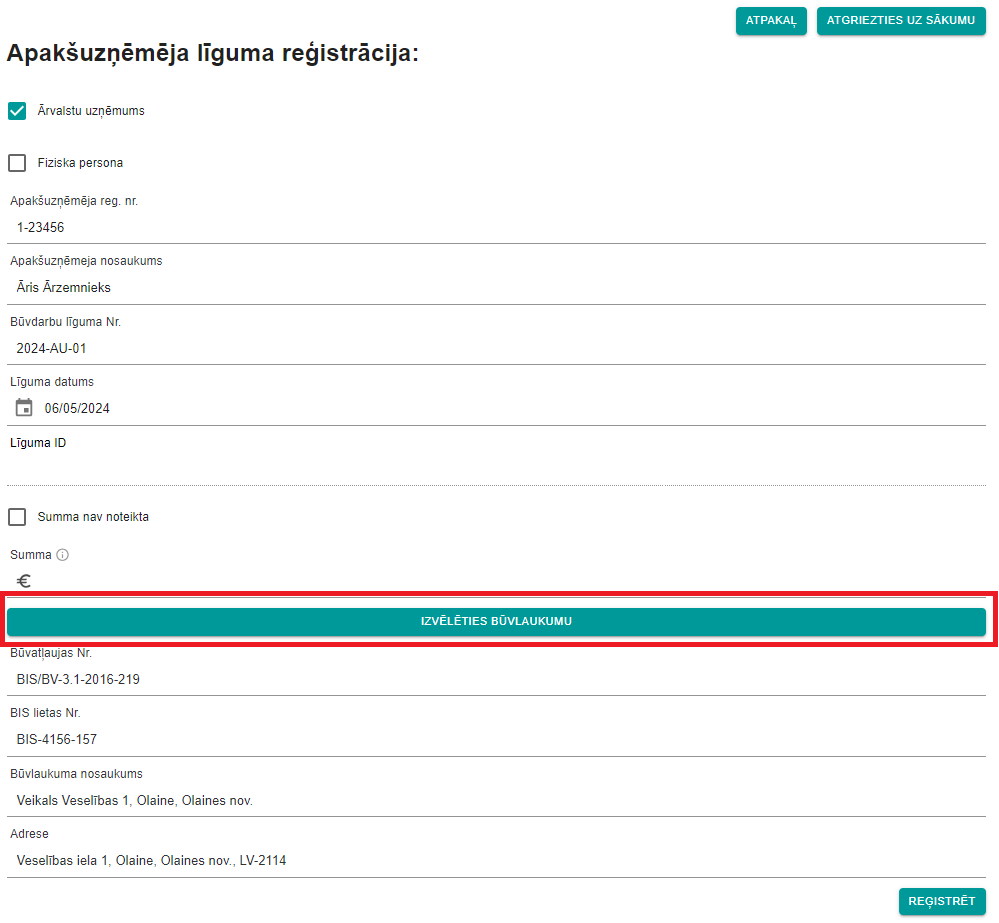 ATPAKAĻ
ATGRIEZTIES UZ SĀKUMU
Apakšuzņēmēja līguma reģistrācija:
Ārvalstu uzņēmums
Fiziska persona
Apakšuzņēmēja reg. nr.
1-23456
Apakšuzņēmeja nosaukums
Āris Ārzemnieks
Būvdarbu līguma Nr.
2024-AU-01
Līguma datums
06/05/2024
Līguma ID
Summa nav noteikta
Summa
€
IZVĒLĒTIES BŪVLAUKUMU
Būvatļaujas Nr.
BIS/BV-3.1-2016-219
BIS lietas Nr.
BIS-4156-157
Būvlaukuma nosaukums
Veikals Veselības 1, Olaine, Olaines nov.
Adrese
Veselības iela 1, Olaine, Olaines nov., LV-2114
REĢISTRĒT